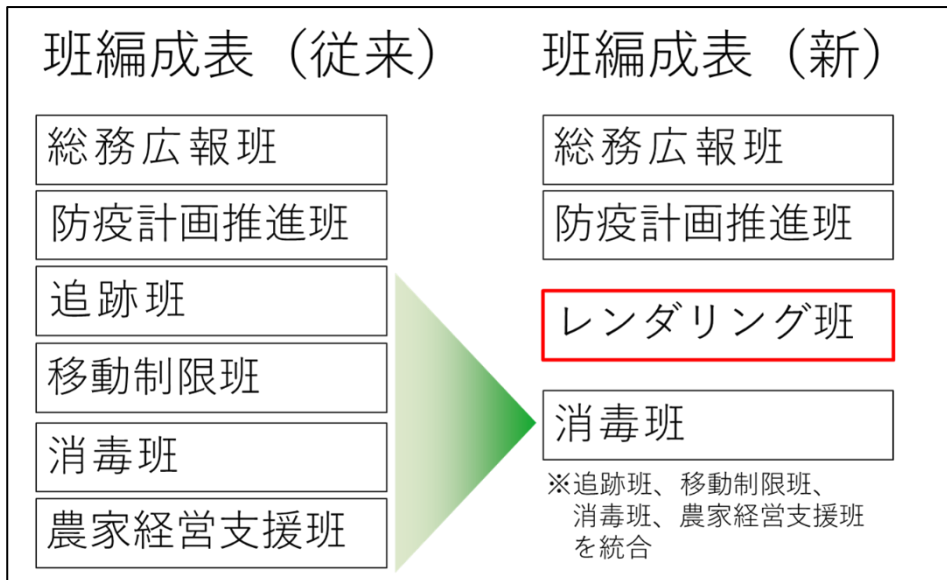 班編成表（従来）
総務広報班
防疫計画推進班
追跡班
移動制限班
消毒班
農家経営支援班
班編成表（新）
総務広報班
防疫計画推進班
レンダリング班
消毒班
※追跡班、移動制限班、
消毒班、農家経営支援班
を統合